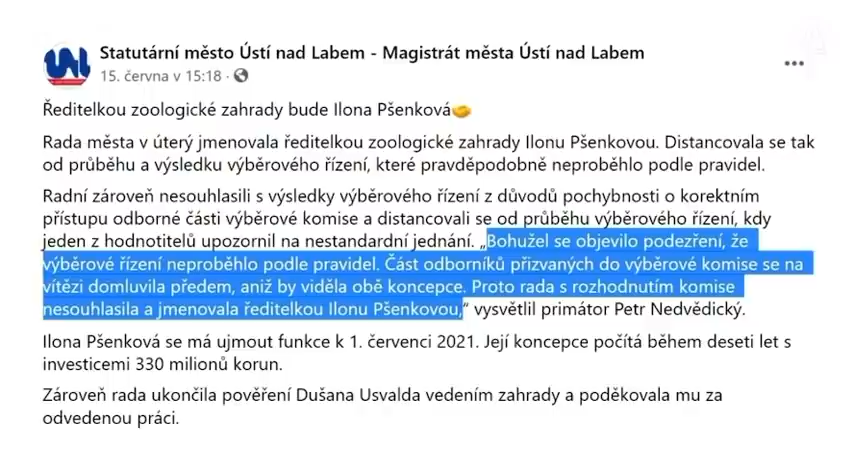 Statutární město Ústí nad Labem - Magistrát města Ústí nad Labem
15. června v 15:18 ·
Ředitelkou zoologické zahrady bude Ilona Pšenková🤝
Rada města v úterý jmenovala ředitelkou zoologické zahrady Ilonu Pšenkovou. Distancovala se tak
od průběhu a výsledku výběrového řízení, které pravděpodobně neproběhlo podle pravidel.
Radní zároveň nesouhlasili s výsledky výběrového řízení z důvodů pochybnosti o korektním
přístupu odborné části výběrové komise a distancovali se od průběhu výběrového řízení, kdy
jeden z hodnotitelů upozornil na nestandardní jednání. „Bohužel se objevilo podezření, že
výběrové řízení neproběhlo podle pravidel. Část odborníků přizvaných do výběrové komise se na
vítězi domluvila předem, aniž by viděla obě koncepce. Proto rada s rozhodnutím komise
nesouhlasila a jmenovala ředitelkou Ilonu Pšenkovou,“ vysvětlil primátor Petr Nedvědický.
Ilona Pšenková se má ujmout funkce k 1. červenci 2021. Její koncepce počítá během deseti let s
investicemi 330 milionů korun.
Zároveň rada ukončila pověření Dušana Usvalda vedením zahrady a poděkovala mu za
odvedenou práci.